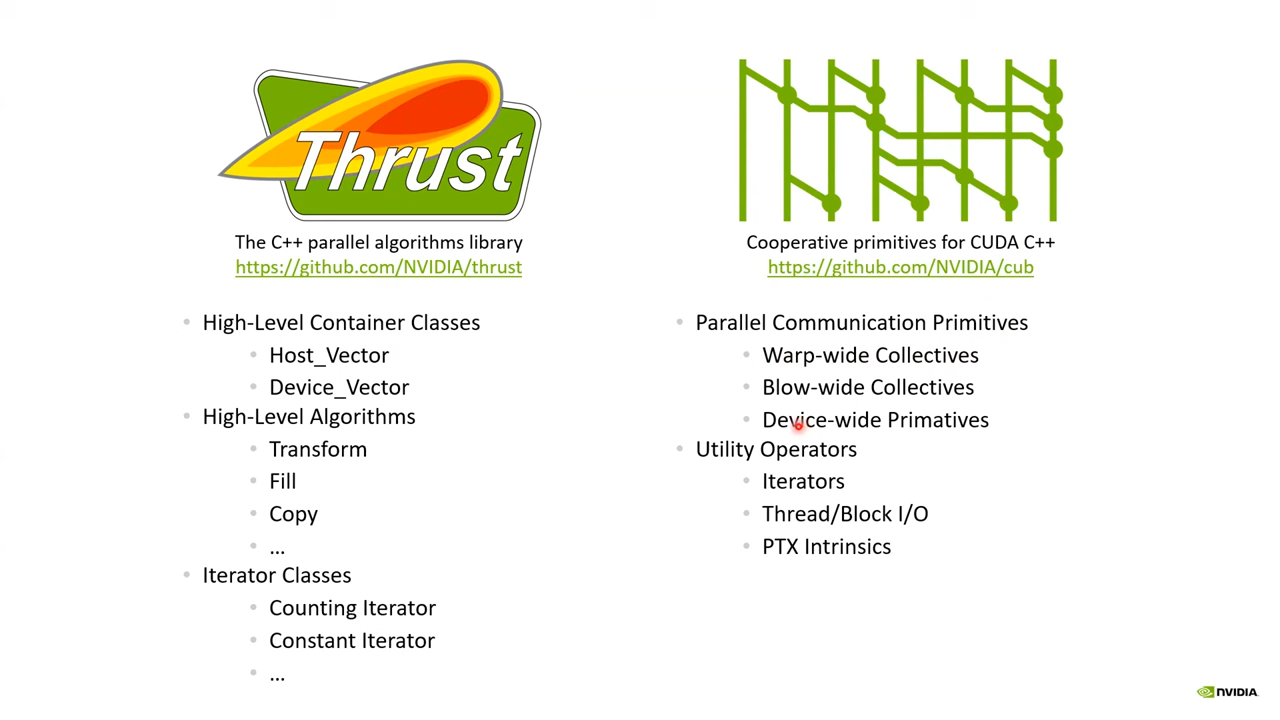 Thrust
The C++ parallel algorithms library
https://github.com/NVIDIA/thrust
High-Level Container Classes
Host_Vector
Device_Vector
High-Level Algorithms
Transform
Fill
Copy
...
Iterator Classes
Counting Iterator
Constant Iterator
...
Cooperative primitives for CUDA C++
https://github.com/NVIDIA/cub
Parallel Communication Primitives
Warp-wide Collectives
Blow-wide Collectives
Device-wide Primatives
Utility Operators
Iterators
Thread/Block I/O
PTX Intrinsics
NVIDIA.